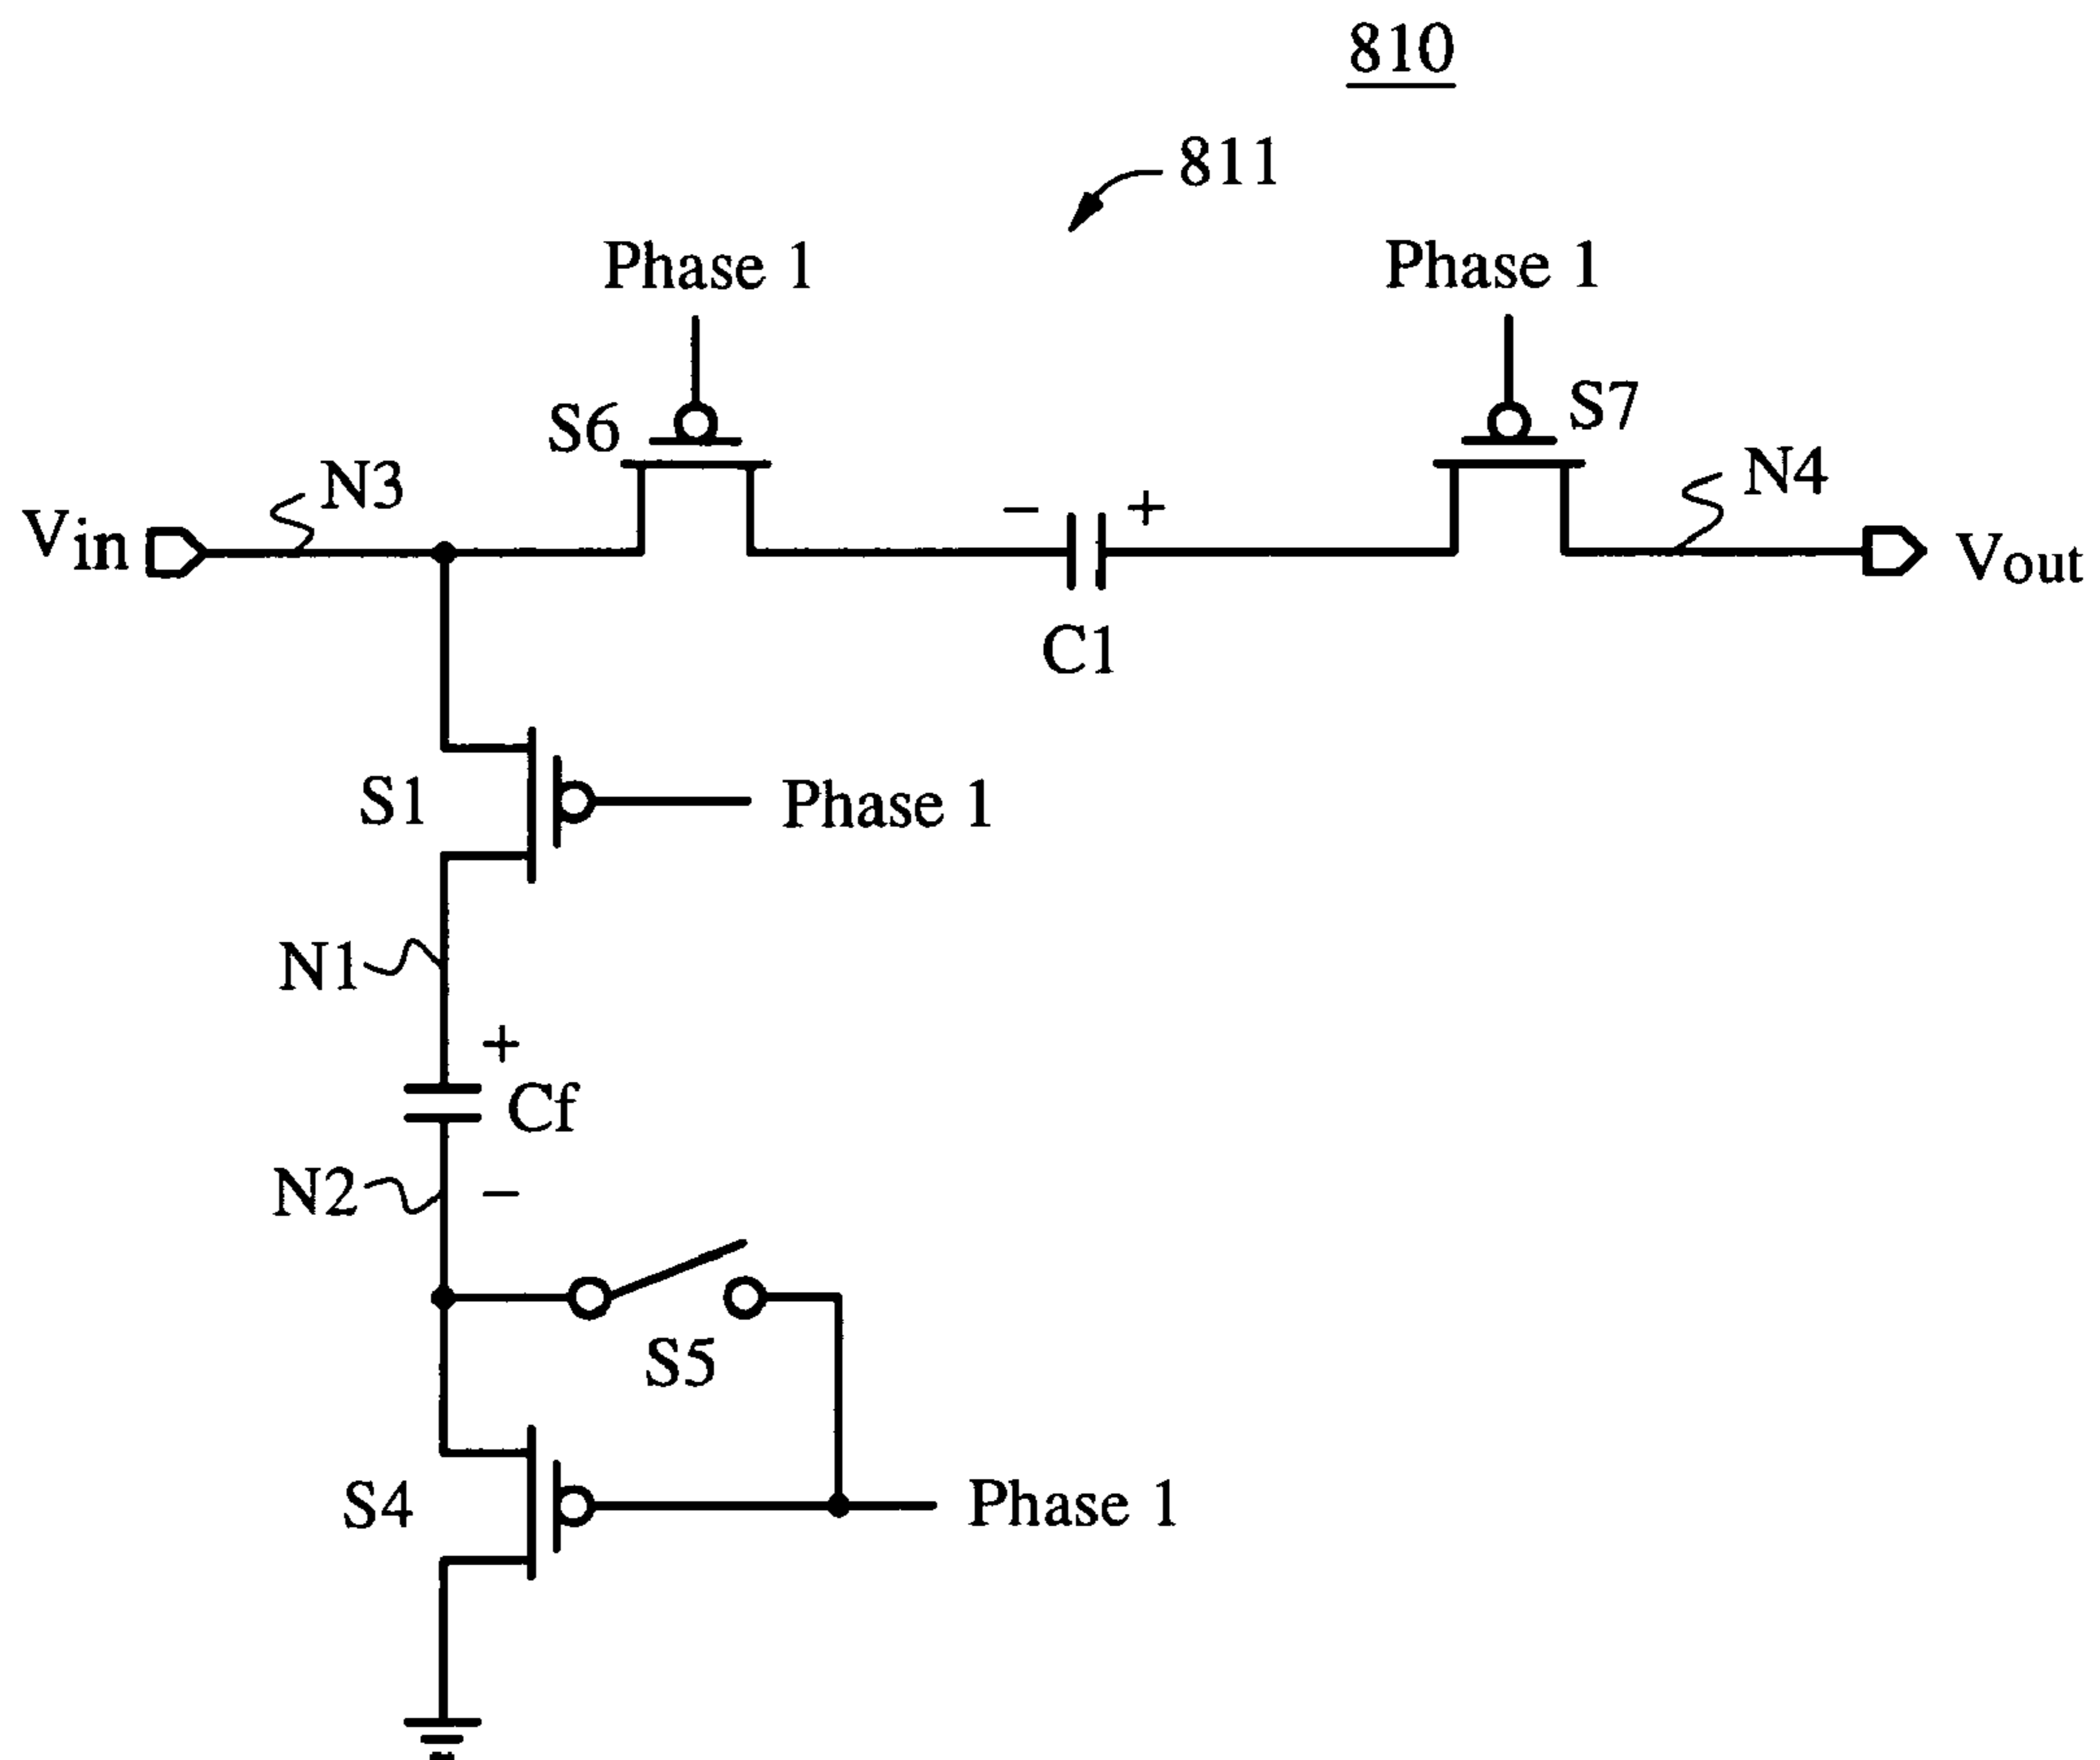 810
811
Phase 1
Phase 1
S6
S7
N3
N4
Vin
− +
Vout
C1
S1
Phase 1
N1
+
Cf
N2
−
S5
S4
Phase 1